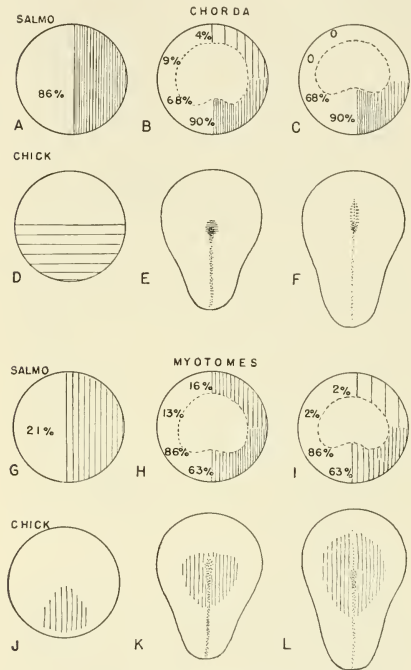 CHORDA
SALMO
86%
A
4%
9%
68%
90%
B
0
0
68%
90%
C
CHICK
D
E
F
MYOTOMES
SALMO
21%
G
16%
13%
86%
63%
H
2%
2%
86%
63%
I
CHICK
J
K
L